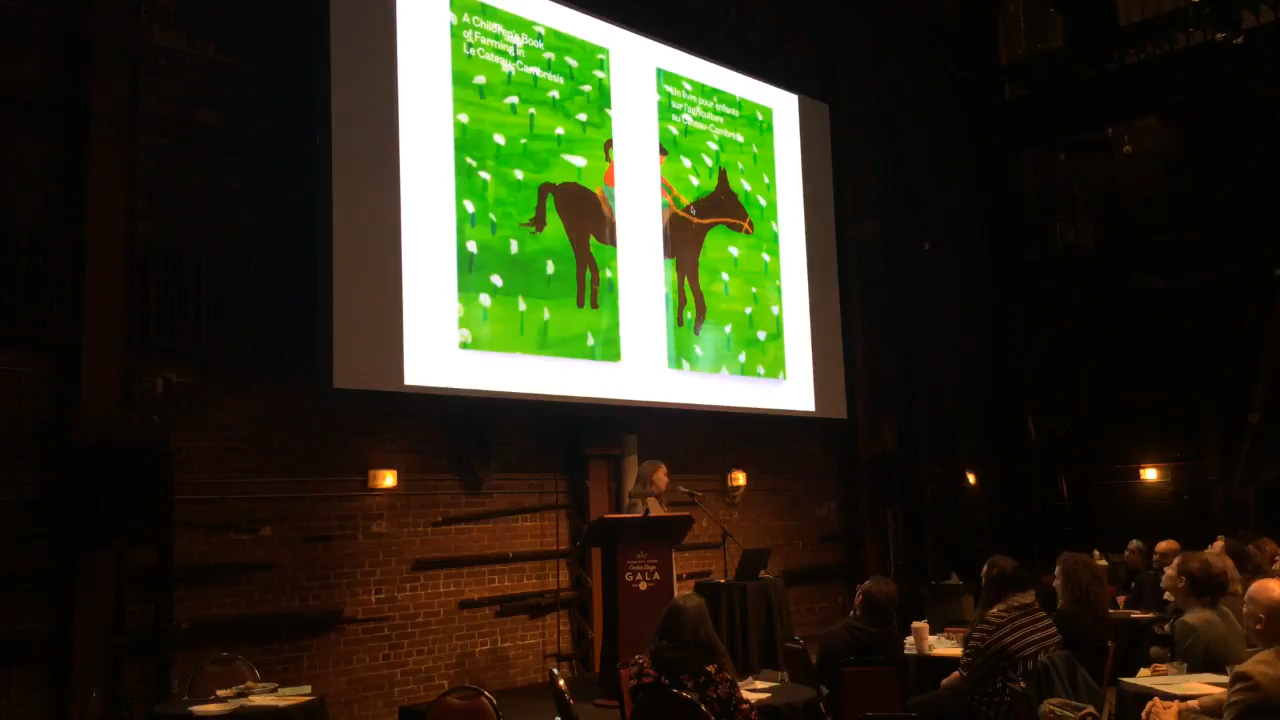 A Children's Book
of Farming in
Le Cateau-Cambrésis
Un livre pour enfants
sur l'agriculture
au Cateau-Cambrésis
GALA